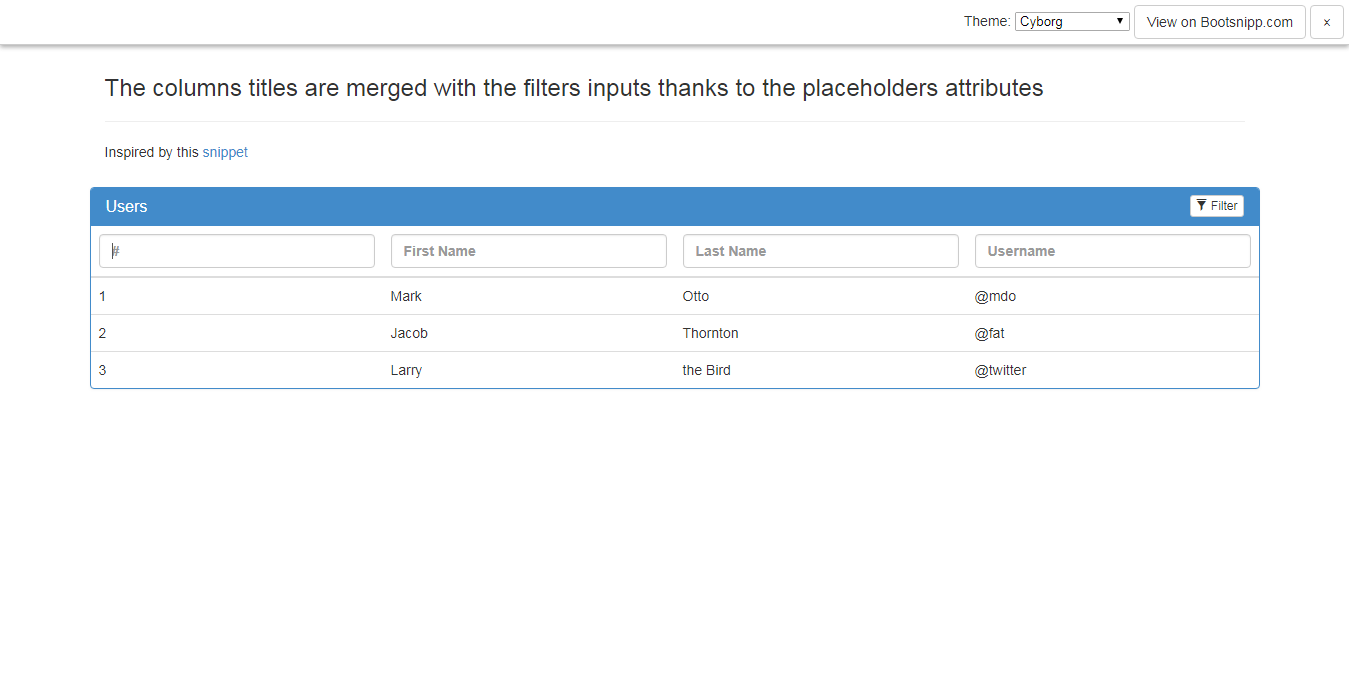 Theme: Cyborg View on Bootsnipp.com x
The columns titles are merged with the filters inputs thanks to the placeholders attributes
Inspired by this snippet
Users Filter
# First Name Last Name Username
1 Mark Otto @mdo
2 Jacob Thornton @fat
3 Larry the Bird @twitter